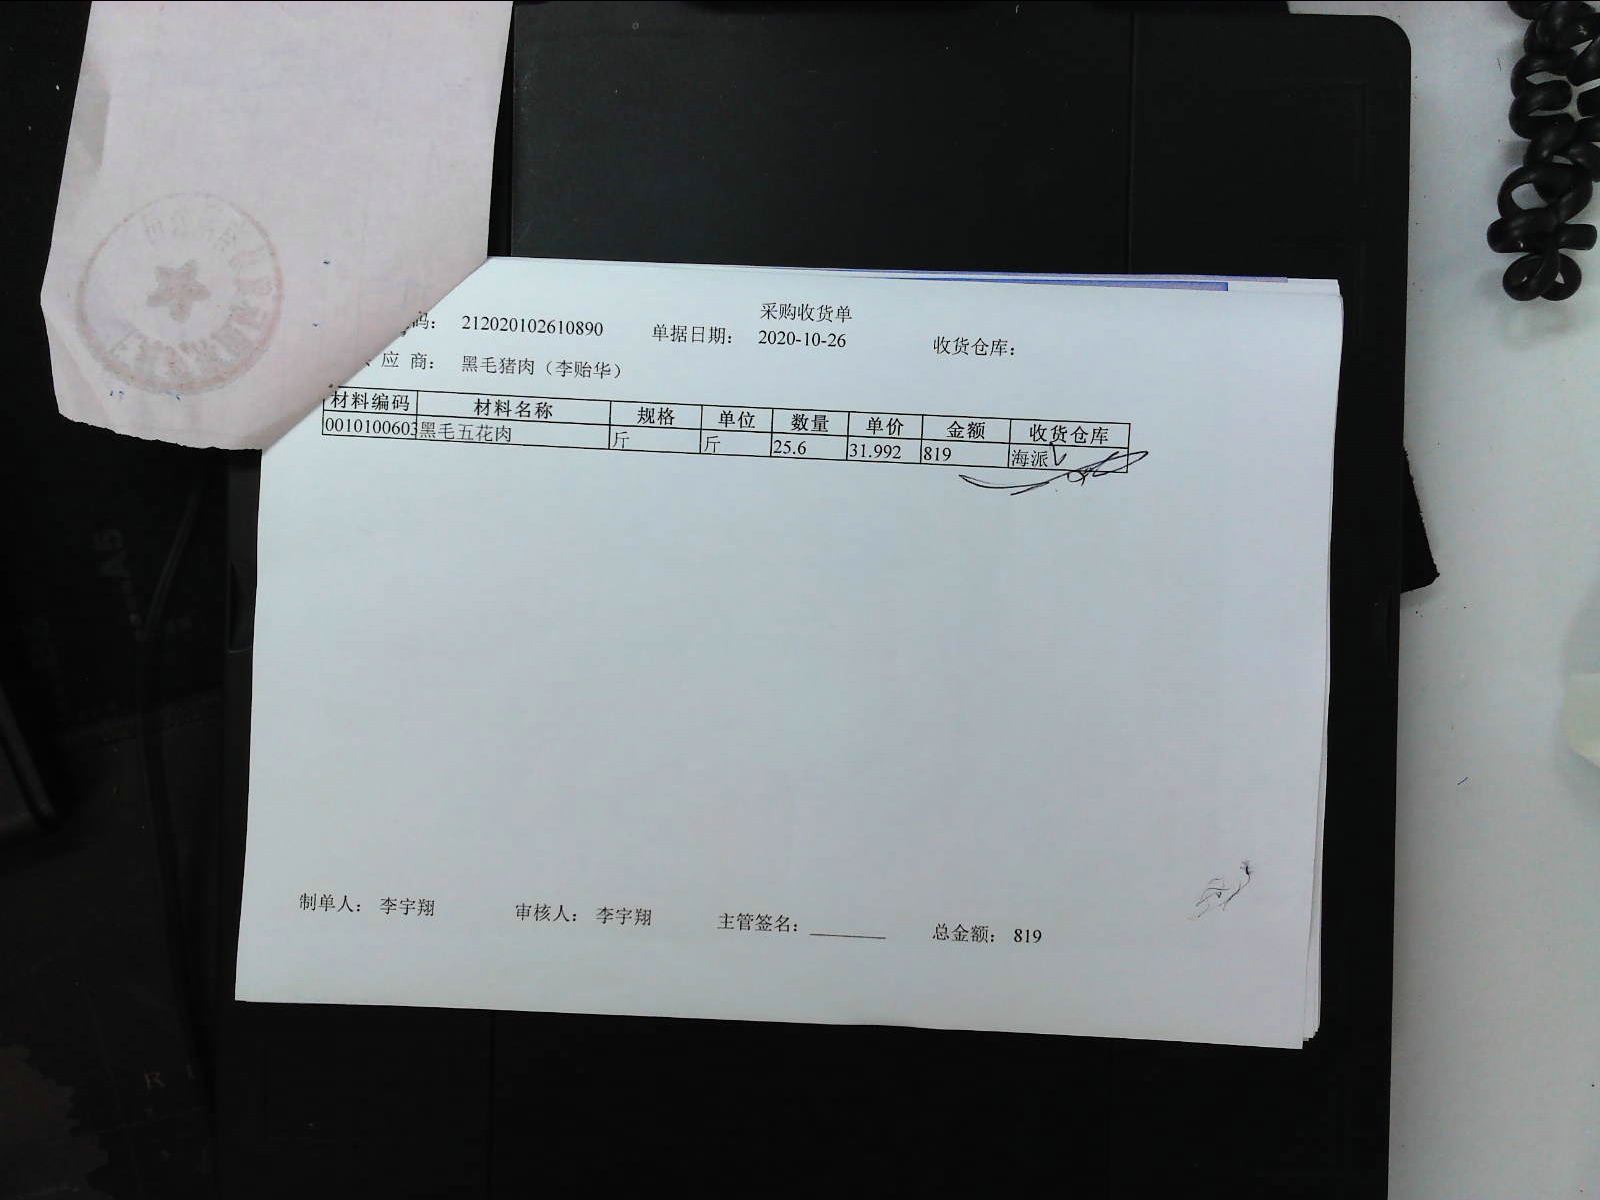 采购收货单
码： 212020102610890 单据日期： 2020-10-26 收货仓库：
应 商： 黑毛猪肉（李贻华）
材料编码 材料名称 规格 单位 数量 单价 金额 收货仓库
0010100603 黑毛五花肉 斤 斤 25.6 31.992 819 海派
制单人： 李宇翔 审核人： 李宇翔 主管签名：________ 总金额： 819